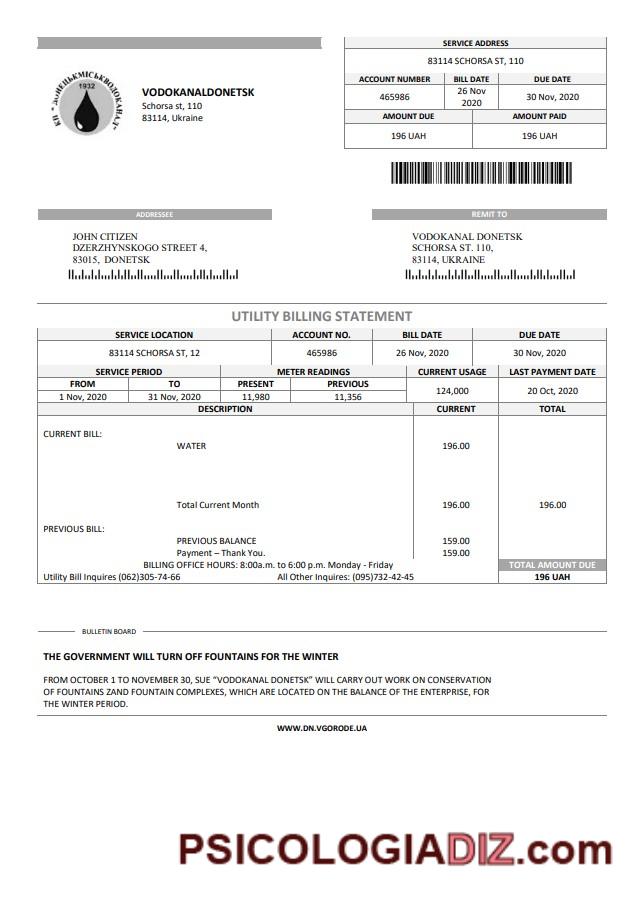 SERVICE ADDRESS
83114 SCHORSA ST, 110
ACCOUNT NUMBER BILL DATE DUE DATE
465986 26 Nov 2020 30 Nov, 2020
AMOUNT DUE AMOUNT PAID
196 UAH 196 UAH
КП "ДОНЕЦЬКМІСЬКВОДОКАНАЛ"
1932
VODOKANALDONETSK
Schorsa st, 110
83114, Ukraine
ADDRESSEE
JOHN CITIZEN
DZERZHYNSKOGO STREET 4,
83015, DONETSK
REMIT TO
VODOKANAL DONETSK
SCHORSA ST. 110,
83114, UKRAINE
UTILITY BILLING STATEMENT
SERVICE LOCATION ACCOUNT NO. BILL DATE DUE DATE
83114 SCHORSA ST, 12 465986 26 Nov, 2020 30 Nov, 2020
SERVICE PERIOD METER READINGS CURRENT USAGE LAST PAYMENT DATE
FROM TO PRESENT PREVIOUS 124,000 20 Oct, 2020
1 Nov, 2020 31 Nov, 2020 11,980 11,356
DESCRIPTION CURRENT TOTAL
CURRENT BILL:
WATER 196.00
Total Current Month 196.00 196.00
PREVIOUS BILL:
PREVIOUS BALANCE 159.00
Payment – Thank You. 159.00
BILLING OFFICE HOURS: 8:00a.m. to 6:00 p.m. Monday - Friday TOTAL AMOUNT DUE
Utility Bill Inquires (062)305-74-66 All Other Inquires: (095)732-42-45 196 UAH
BULLETIN BOARD
THE GOVERNMENT WILL TURN OFF FOUNTAINS FOR THE WINTER
FROM OCTOBER 1 TO NOVEMBER 30, SUE "VODOKANAL DONETSK" WILL CARRY OUT WORK ON CONSERVATION
OF FOUNTAINS ZAND FOUNTAIN COMPLEXES, WHICH ARE LOCATED ON THE BALANCE OF THE ENTERPRISE, FOR
THE WINTER PERIOD.
WWW.DN.VGORODE.UA
PSICOLOGIADIZ.com